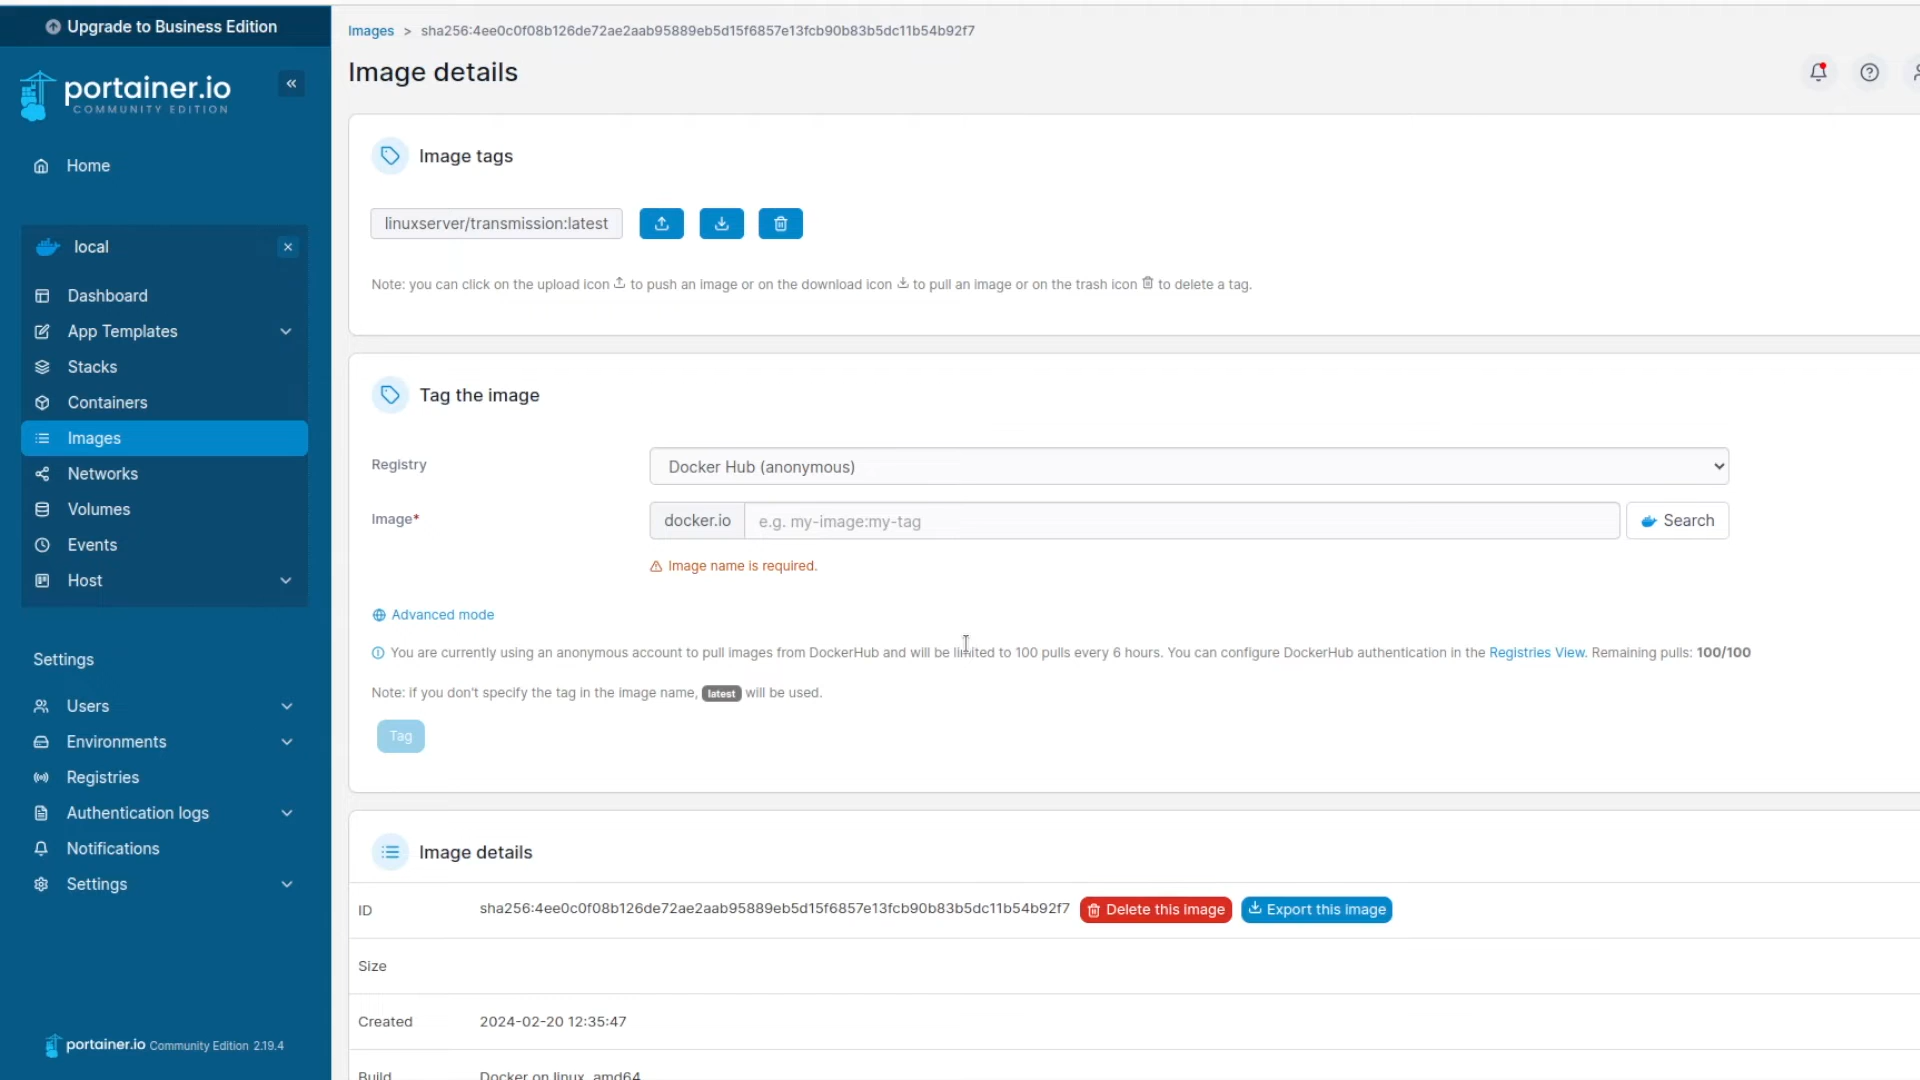 Upgrade to Business Edition
portainer.io
COMMUNITY EDITION
Home
local
Dashboard
App Templates
Stacks
Containers
Images
Networks
Volumes
Events
Host
Settings
Users
Environments
Registries
Authentication logs
Notifications
Settings
portainer.io Community Edition 2.19.4
Images > sha256:4ee0c0f08b126de72ae2aab95889eb5d15f6857e13fcb90b83b5dc11b54b92f7
Image details
Image tags
linuxserver/transmission:latest
Note: you can click on the upload icon to push an image or on the download icon to pull an image or on the trash icon to delete a tag.
Tag the image
Registry
Docker Hub (anonymous)
Image*
docker.io e.g. my-image:my-tag Search
Image name is required.
Advanced mode
You are currently using an anonymous account to pull images from DockerHub and will be limited to 100 pulls every 6 hours. You can configure DockerHub authentication in the Registries View. Remaining pulls: 100/100
Note: if you don't specify the tag in the image name, latest will be used.
Tag
Image details
ID sha256:4ee0c0f08b126de72ae2aab95889eb5d15f6857e13fcb90b83b5dc11b54b92f7 Delete this image Export this image
Size
Created 2024-02-20 12:35:47
Build Docker on linux, amd64